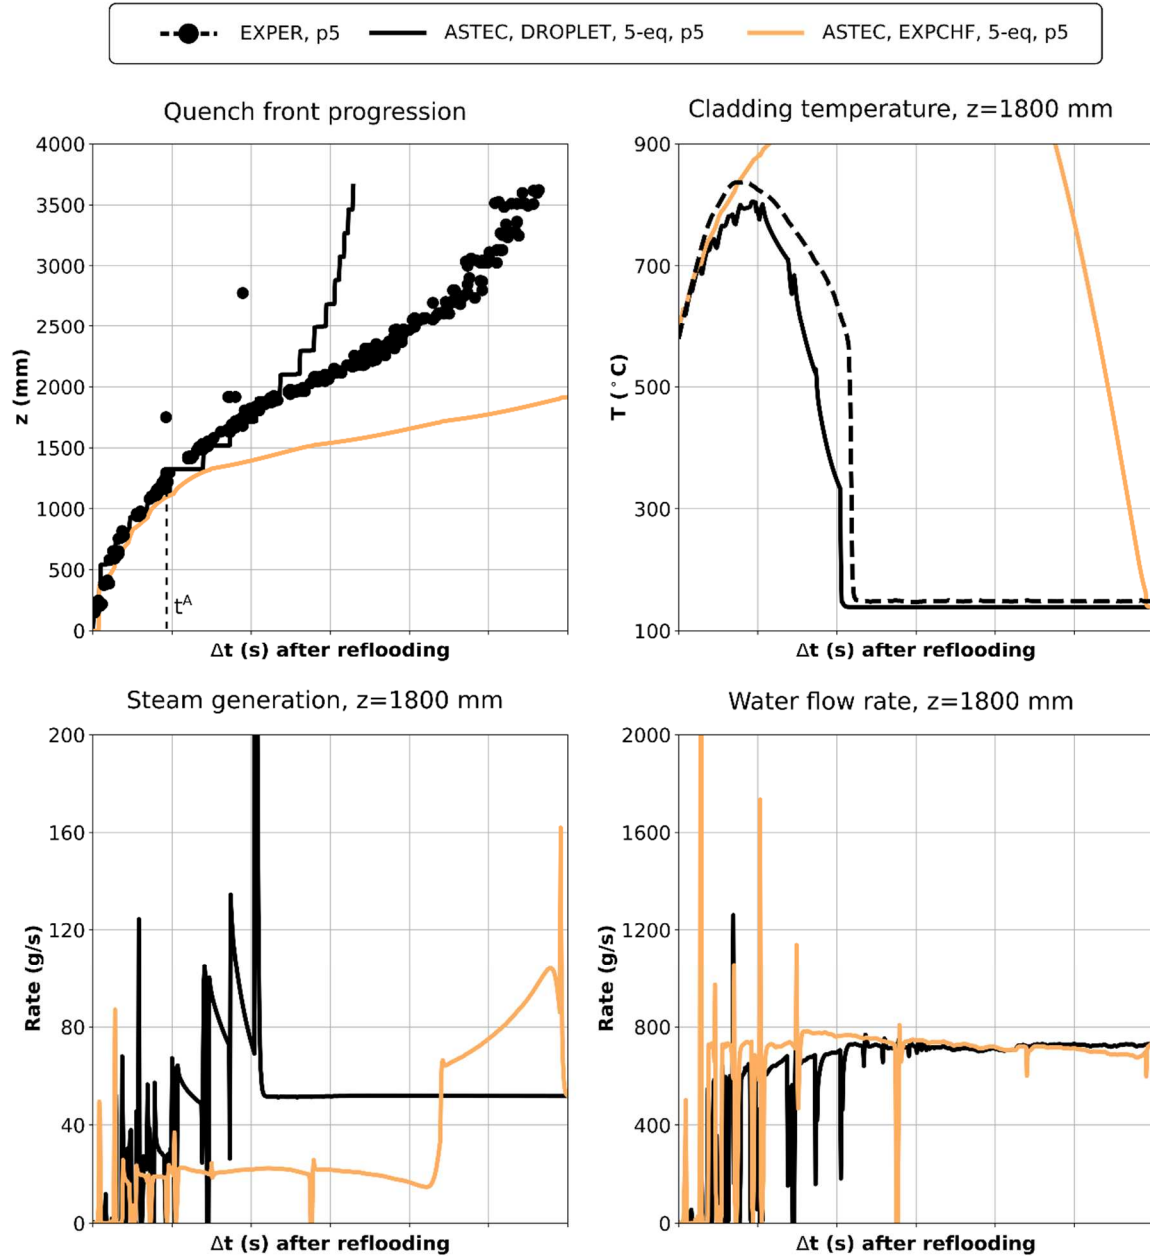 EXPER, p5 ASTEC, DROPLET, 5-eq, p5 ASTEC, EXPCHF, 5-eq, p5
Quench front progression
4000
3500
3000
2500
2000
1500
1000
500
0
z (mm)
t^A
Δt (s) after reflooding
Cladding temperature, z=1800 mm
900
700
500
300
100
T (°C)
Δt (s) after reflooding
Steam generation, z=1800 mm
200
160
120
80
40
0
Rate (g/s)
Δt (s) after reflooding
Water flow rate, z=1800 mm
2000
1600
1200
800
400
0
Rate (g/s)
Δt (s) after reflooding